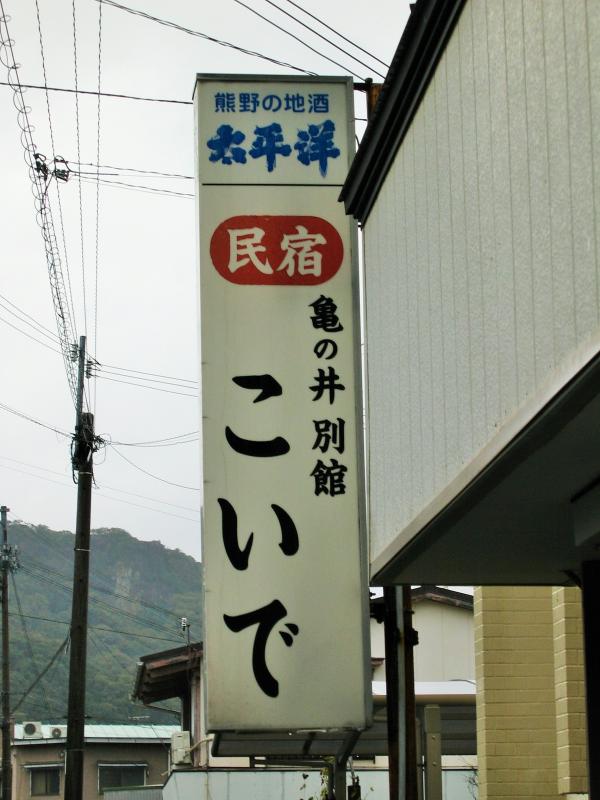 熊野の地酒
太平洋
民宿
亀の井別館
こいで